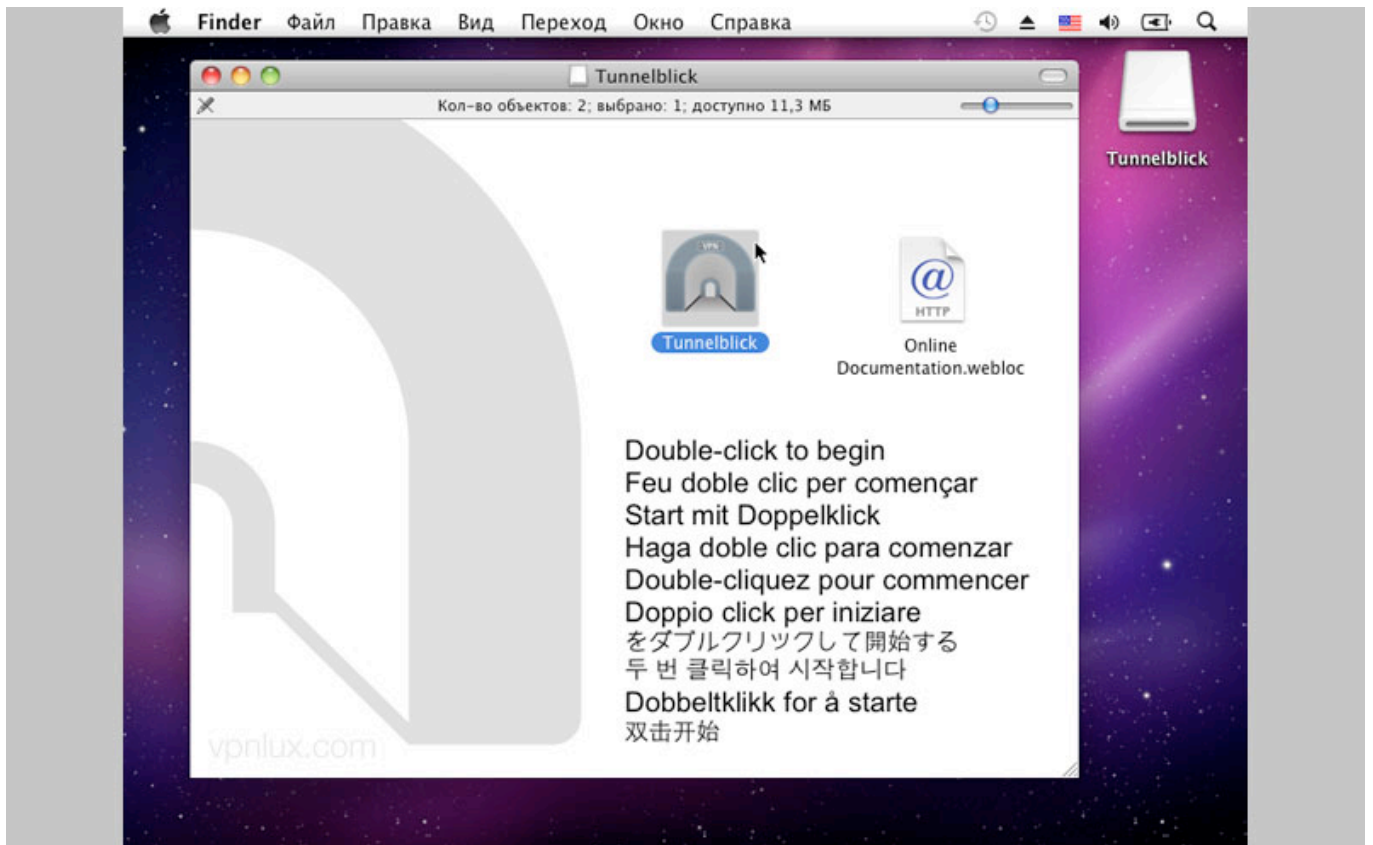 Finder Файл Правка Вид Переход Окно Справка
Tunnelblick
Кол-во объектов: 2; выбрано: 1; доступно 11,3 МБ
Tunnelblick
VPN
Tunnelblick
@
HTTP
Online
Documentation.webloc
Double-click to begin
Feu doble clic per començar
Start mit Doppelklick
Haga doble clic para comenzar
Double-cliquez pour commencer
Doppio click per iniziare
をダブルクリックして開始する
두 번 클릭하여 시작합니다
Dobbeltklikk for å starte
双击开始
vpnlux.com